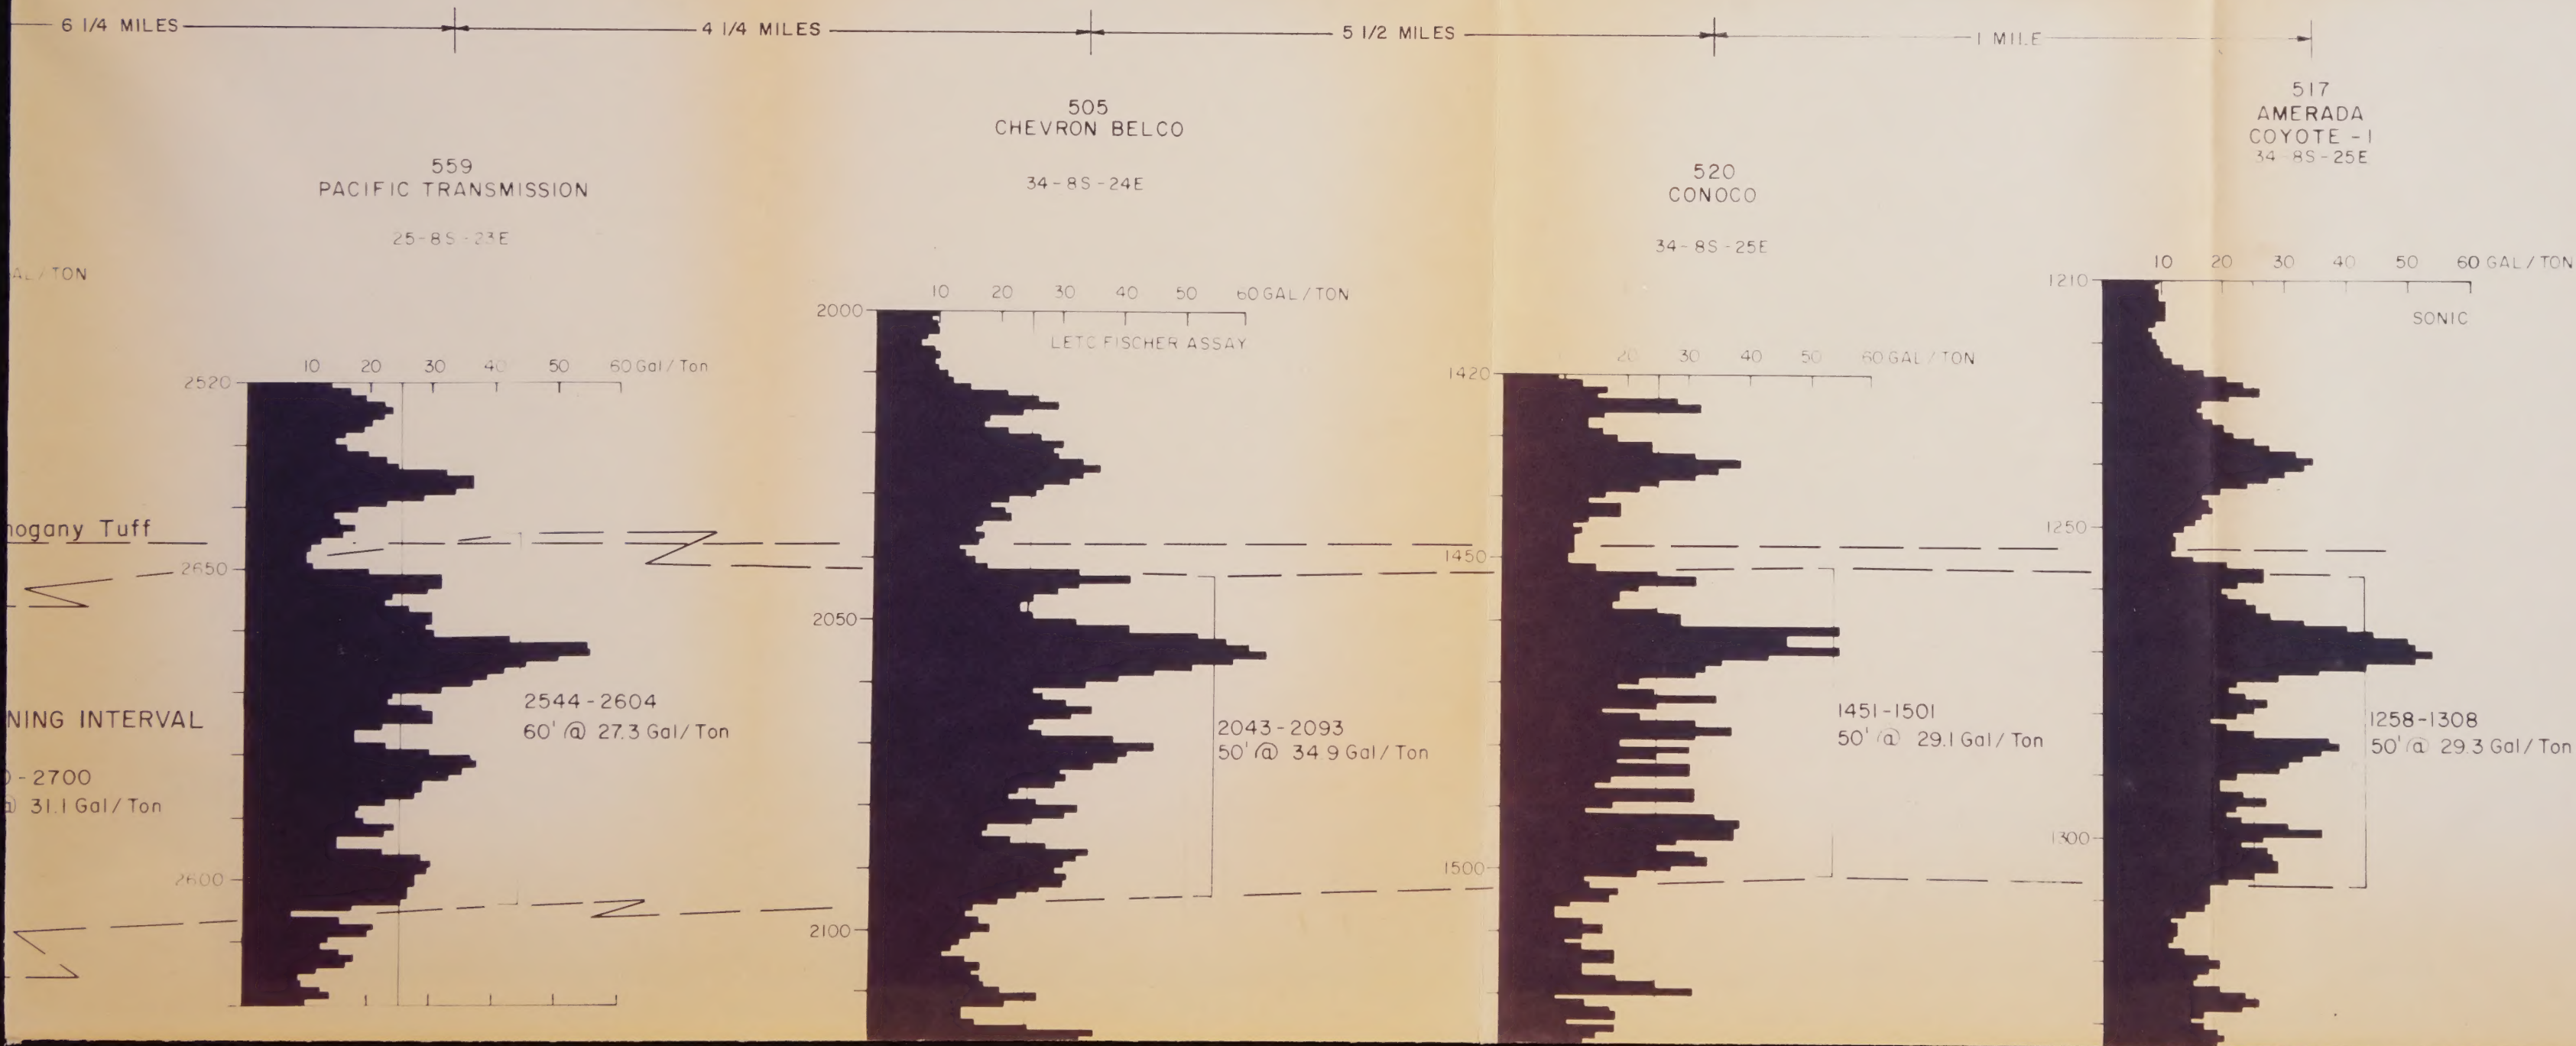 6 1/4 MILES
4 1/4 MILES
5 1/2 MILES
1 MILE
AL/TON
hogany Tuff
NING INTERVAL
0-2700
@ 31.1 Gal/Ton
559
PACIFIC TRANSMISSION
25-8S-23E
10 20 30 40 50 60 Gal/Ton
2520
2650
2600
2544-2604
60' @ 27.3 Gal/Ton
505
CHEVRON BELCO
34-8S-24E
10 20 30 40 50 60 GAL/TON
LETC FISCHER ASSAY
2000
2050
2100
2043-2093
50' @ 34.9 Gal/Ton
520
CONOCO
34-8S-25E
20 30 40 50 60 GAL/TON
1420
1450
1500
1451-1501
50' @ 29.1 Gal/Ton
517
AMERADA
COYOTE -1
34-8S-25E
10 20 30 40 50 60 GAL/TON
SONIC
1210
1250
1300
1258-1308
50' @ 29.3 Gal/Ton